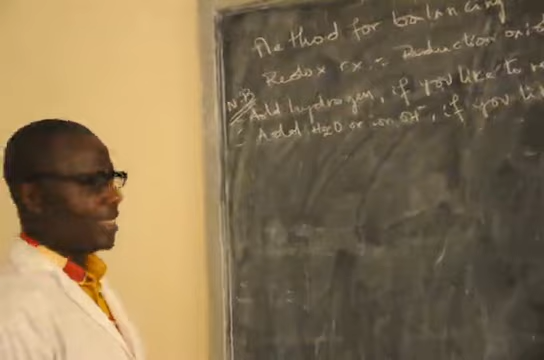 Method for balancing
Redox rx : Reduction oxid
N.B
Add hydrogen, if you like to
- Add H2O or ion OH-, if you li